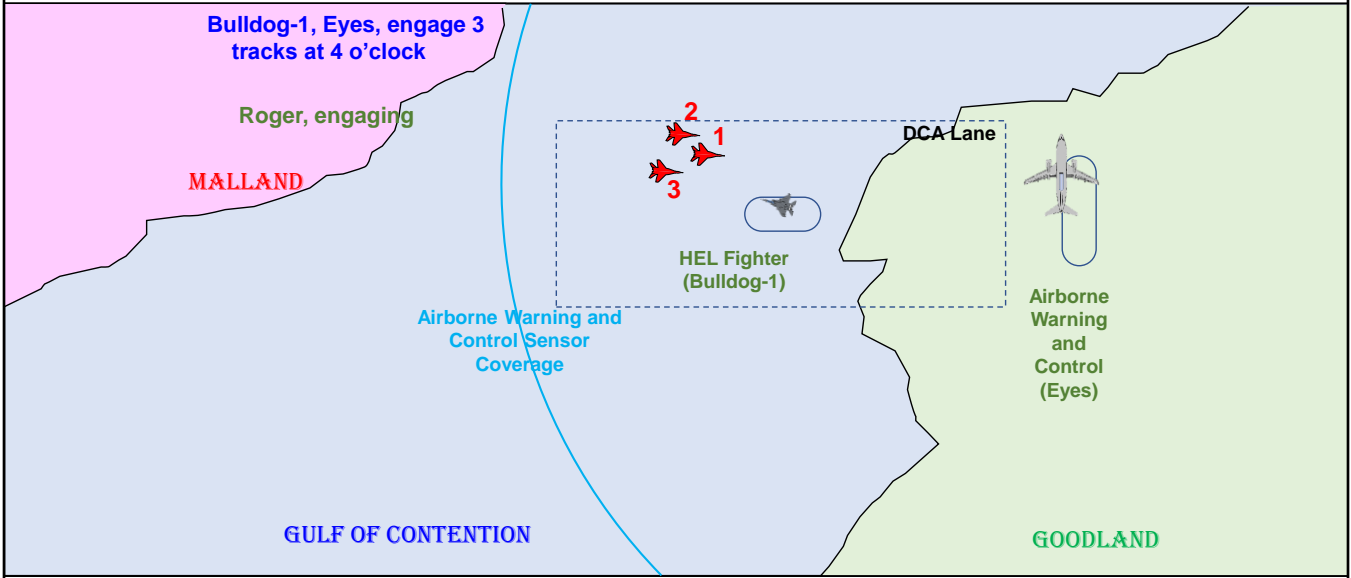 Bulldog-1, Eyes, engage 3
tracks at 4 o’clock
Roger, engaging
2
1
DCA Lane
3
MALLAND
HEL Fighter
(Bulldog-1)
Airborne
Warning
and
Control
(Eyes)
Airborne Warning and
Control Sensor
Coverage
GULF OF CONTENTION
GOODLAND